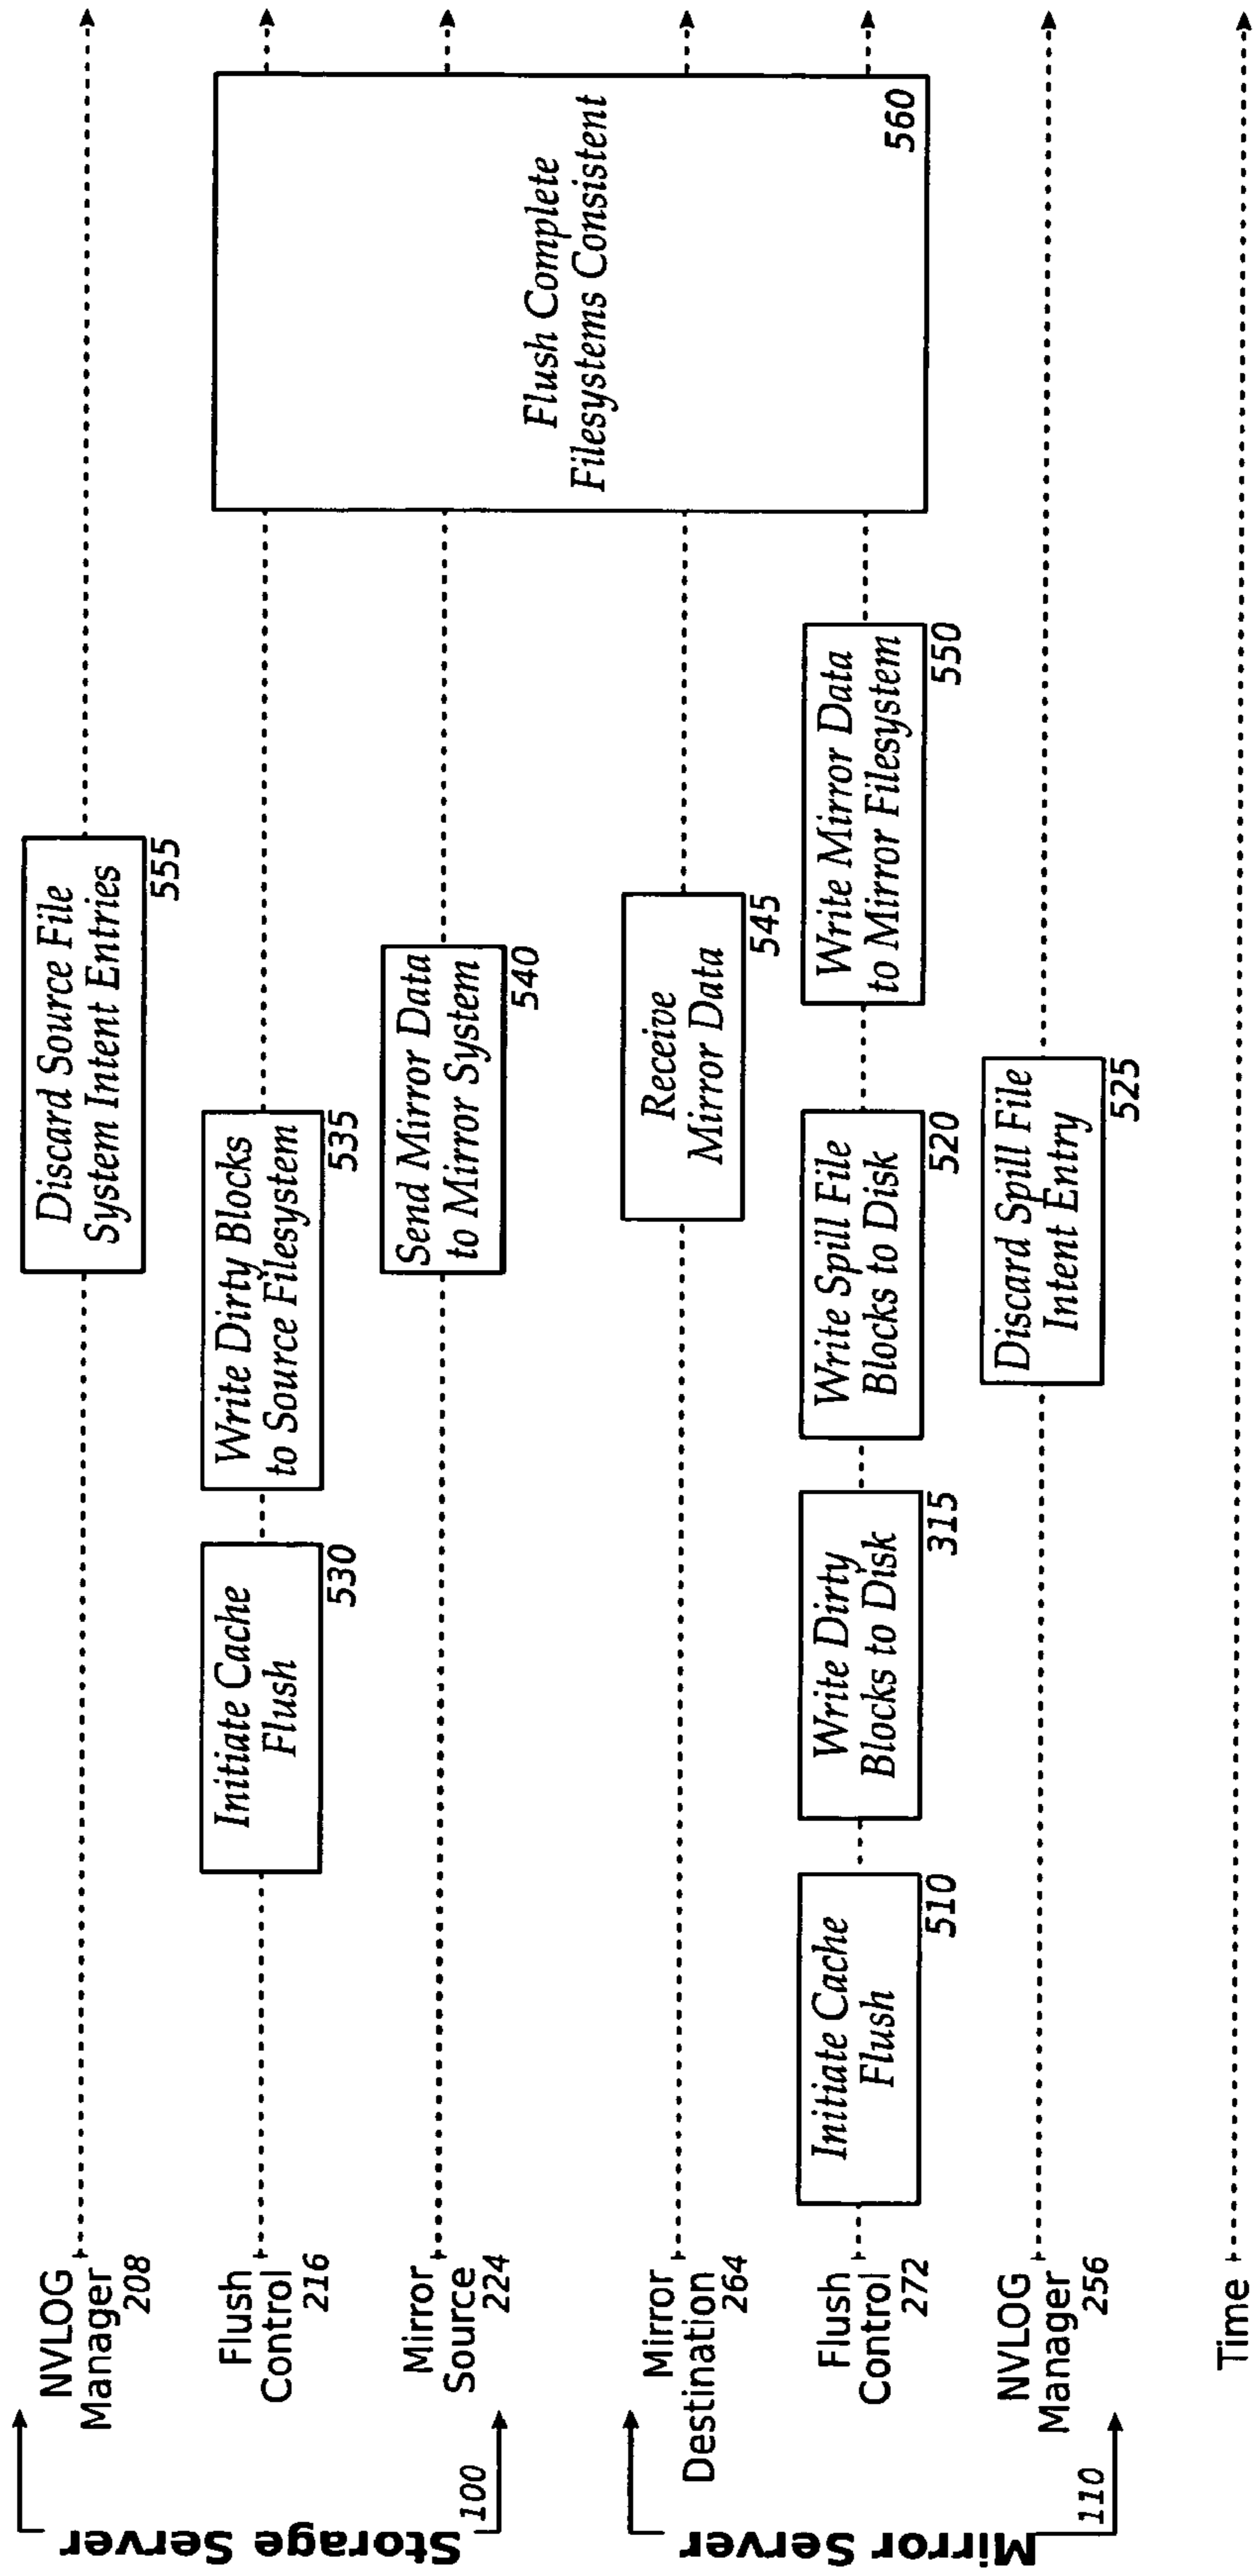 Storage Server
100
NVLOG
Manager
208
Discard Source File
System Intent Entries
555
Flush
Control
216
Initiate Cache
Flush
530
Write Dirty Blocks
to Source Filesystem
535
Mirror
Source
224
Send Mirror Data
to Mirror System
540
Flush Complete
Filesystems Consistent
560
Mirror Server
110
Mirror
Destination
264
Receive
Mirror Data
545
Flush
Control
272
Initiate Cache
Flush
510
Write Dirty
Blocks to Disk
315
Write Spill File
Blocks to Disk
520
Write Mirror Data
to Mirror Filesystem
550
NVLOG
Manager
256
Discard Spill File
Intent Entry
525
Time